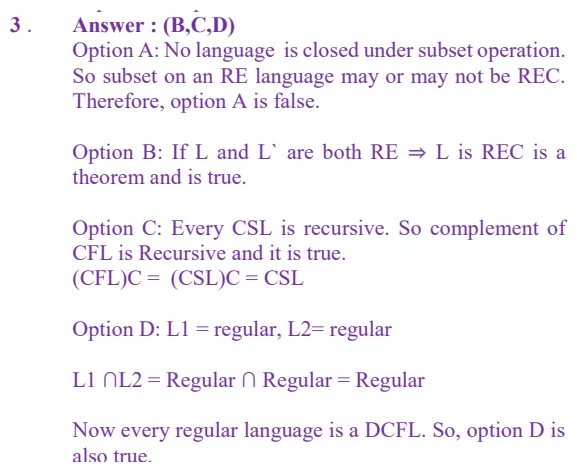 3 . Answer : (B,C,D)
Option A: No language is closed under subset operation.
So subset on an RE language may or may not be REC.
Therefore, option A is false.
Option B: If L and L` are both RE ⇒ L is REC is a
theorem and is true.
Option C: Every CSL is recursive. So complement of
CFL is Recursive and it is true.
(CFL)C = (CSL)C = CSL
Option D: L1 = regular, L2= regular
L1 ∩L2 = Regular ∩ Regular = Regular
Now every regular language is a DCFL. So, option D is
also true.